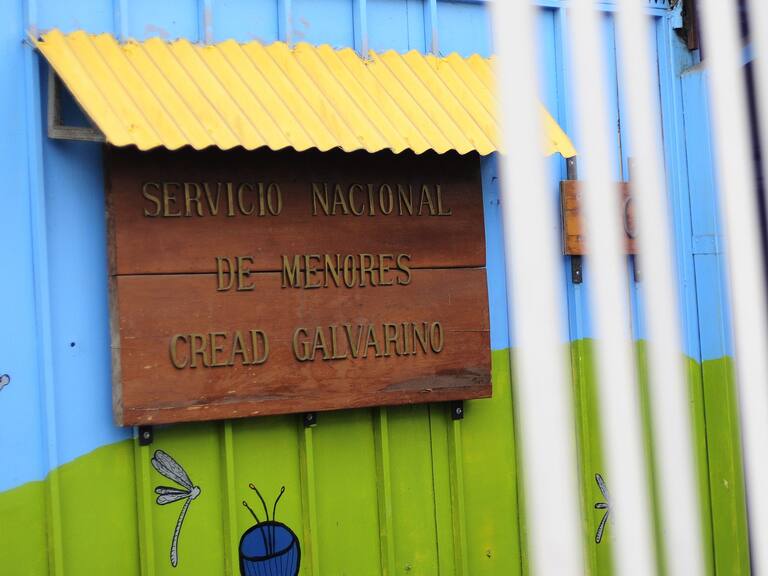 SERVICIO NACIONAL
DE MENORES
CREAD GALVARINO